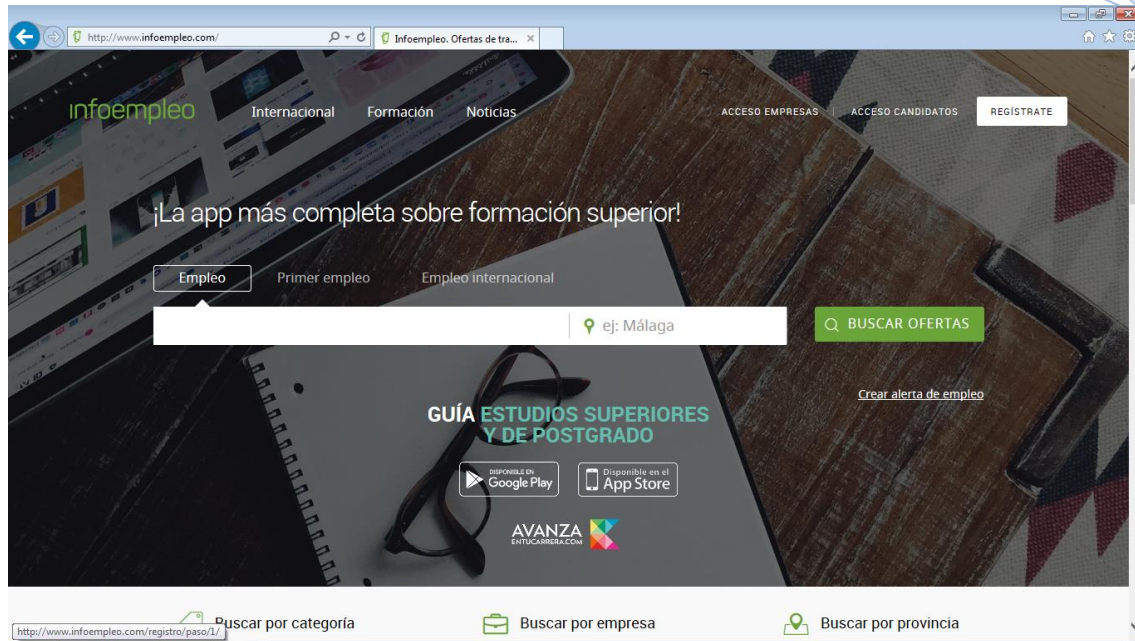 http://www.infoempleo.com/
Infoempleo. Ofertas de tra...
infoempleo
Internacional
Formación
Noticias
ACCESO EMPRESAS
ACCESO CANDIDATOS
REGÍSTRATE
¡La app más completa sobre formación superior!
Empleo
Primer empleo
Empleo internacional
ej: Málaga
BUSCAR OFERTAS
Crear alerta de empleo
GUÍA ESTUDIOS SUPERIORES
Y DE POSTGRADO
DISPONIBLE EN
Google Play
Disponible en el
App Store
AVANZA
ENTUCARRERA.COM
Buscar por categoría
Buscar por empresa
Buscar por provincia
http://www.infoempleo.com/registro/paso/1/